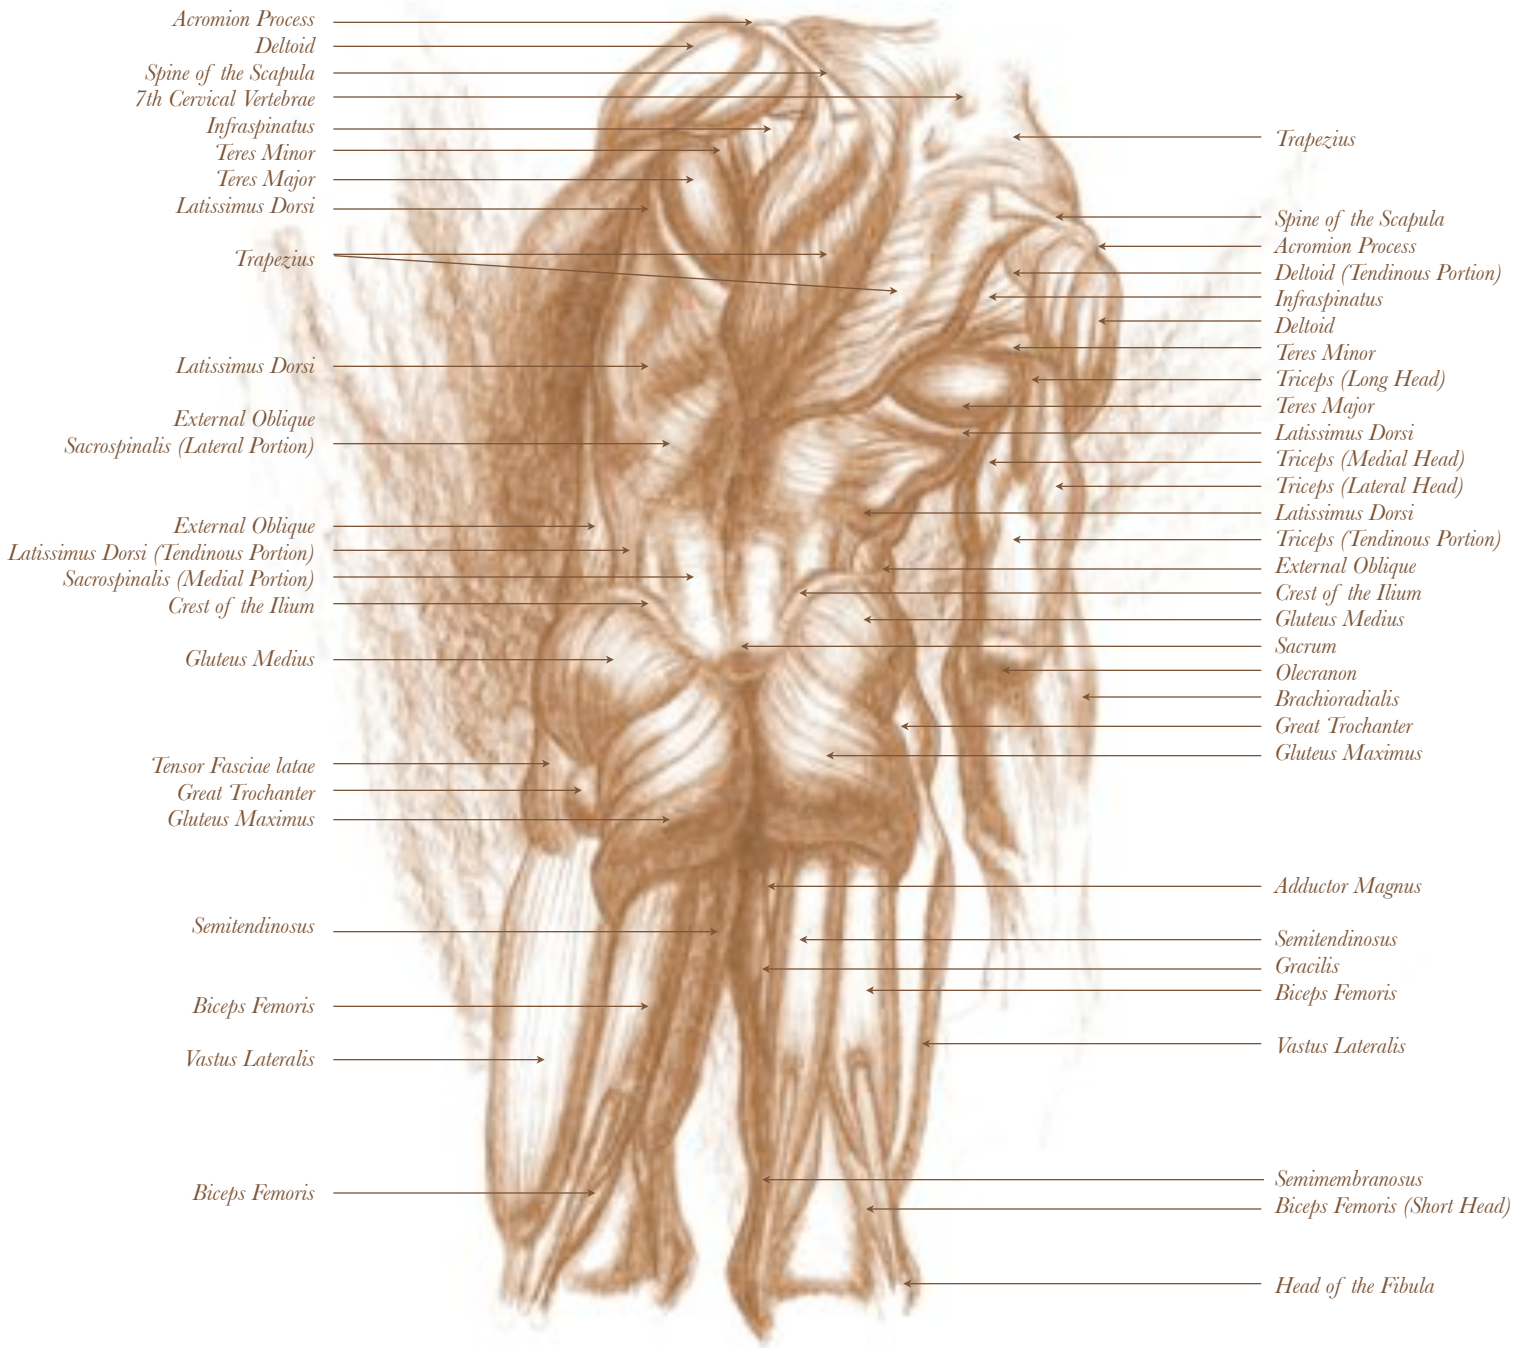 Acromion Process
Deltoid
Spine of the Scapula
7th Cervical Vertebrae
Infraspinatus
Teres Minor
Teres Major
Latissimus Dorsi
Trapezius
Latissimus Dorsi
External Oblique
Sacrospinalis (Lateral Portion)
External Oblique
Latissimus Dorsi (Tendinous Portion)
Sacrospinalis (Medial Portion)
Crest of the Ilium
Gluteus Medius
Tensor Fasciae latae
Great Trochanter
Gluteus Maximus
Semitendinosus
Biceps Femoris
Vastus Lateralis
Biceps Femoris
Trapezius
Spine of the Scapula
Acromion Process
Deltoid (Tendinous Portion)
Infraspinatus
Deltoid
Teres Minor
Triceps (Long Head)
Teres Major
Latissimus Dorsi
Triceps (Medial Head)
Triceps (Lateral Head)
Latissimus Dorsi
Triceps (Tendinous Portion)
External Oblique
Crest of the Ilium
Gluteus Medius
Sacrum
Olecranon
Brachioradialis
Great Trochanter
Gluteus Maximus
Adductor Magnus
Semitendinosus
Gracilis
Biceps Femoris
Vastus Lateralis
Semimembranosus
Biceps Femoris (Short Head)
Head of the Fibula